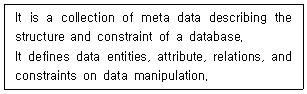 It is a collection of meta data describing the
structure and constraint of a database.
It defines data entities, attribute, relations, and
constraints on data manipulation.